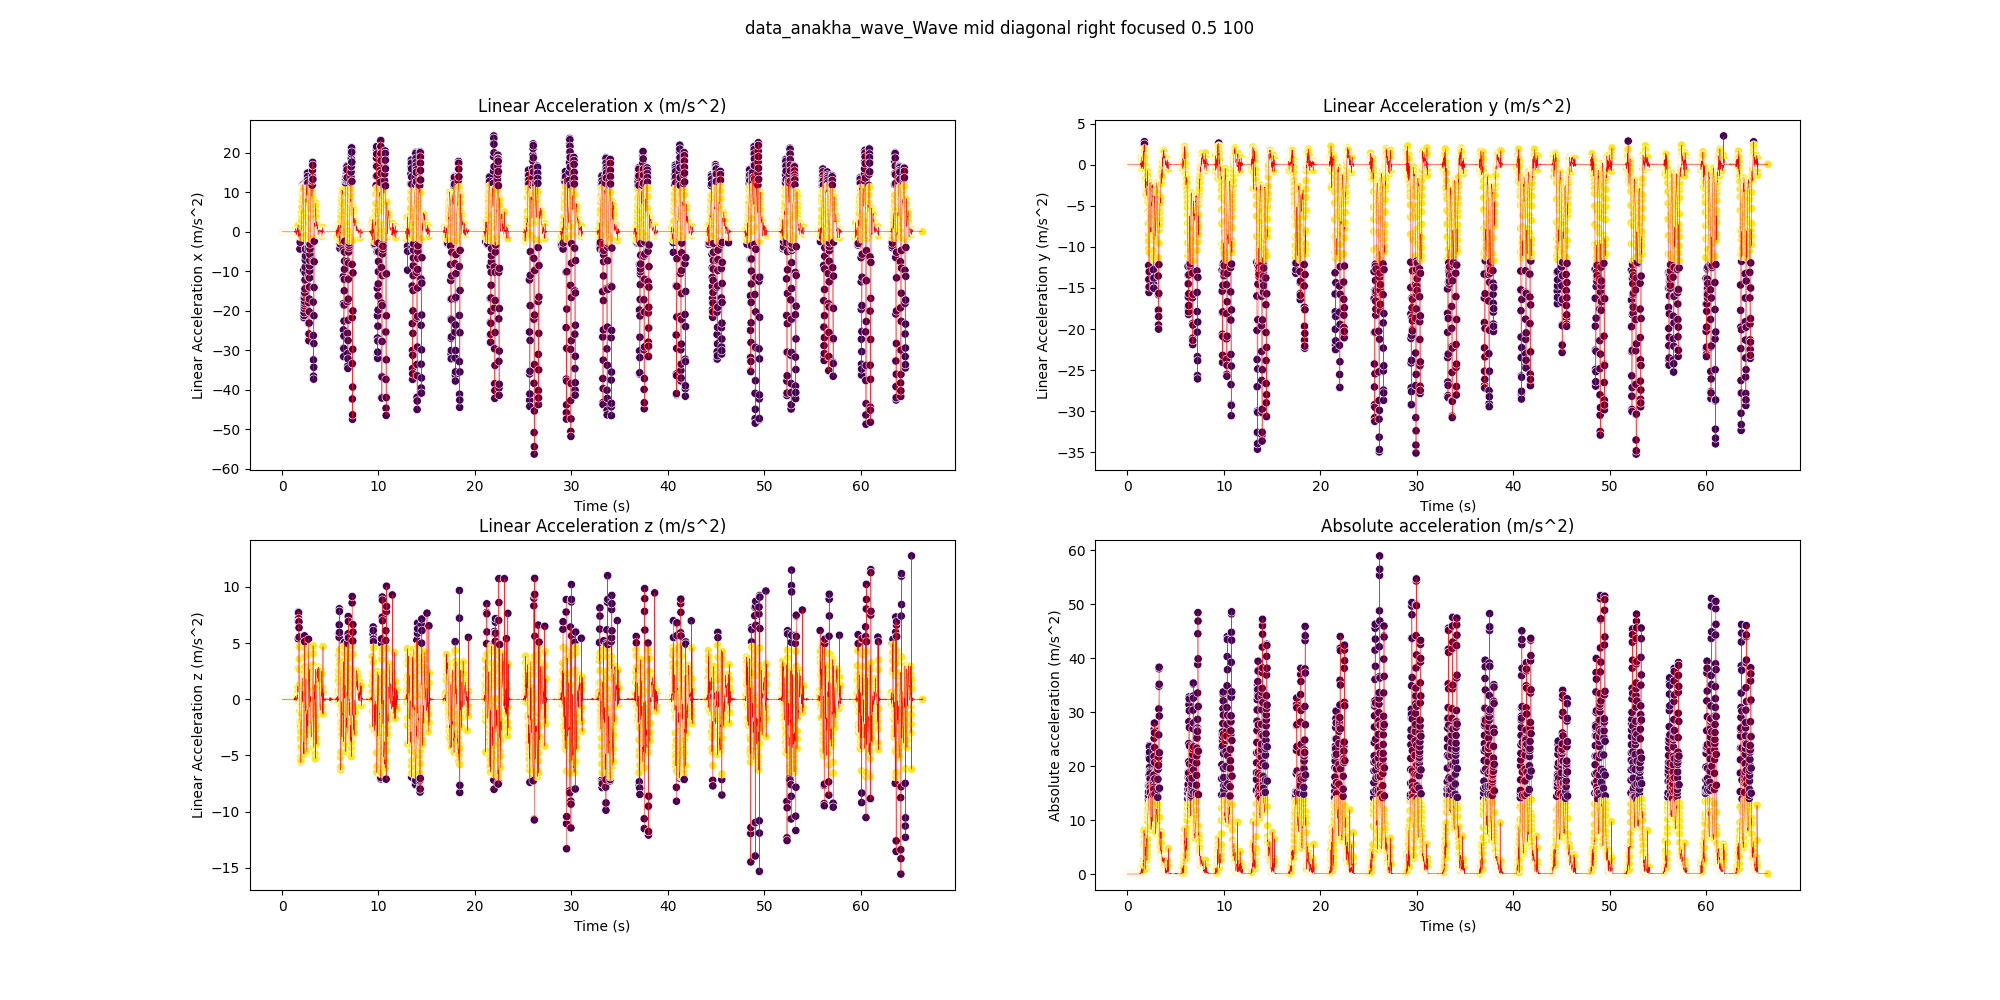 data_anakha_wave_Wave mid diagonal right focused 0.5 100
Linear Acceleration x (m/s^2)
Linear Acceleration x (m/s^2)
20
10
0
−10
−20
−30
−40
−50
−60
0 10 20 30 40 50 60
Time (s)
Linear Acceleration y (m/s^2)
Linear Acceleration y (m/s^2)
5
0
−5
−10
−15
−20
−25
−30
−35
0 10 20 30 40 50 60
Time (s)
Linear Acceleration z (m/s^2)
Linear Acceleration z (m/s^2)
10
5
0
−5
−10
−15
0 10 20 30 40 50 60
Time (s)
Absolute acceleration (m/s^2)
Absolute acceleration (m/s^2)
60
50
40
30
20
10
0
0 10 20 30 40 50 60
Time (s)